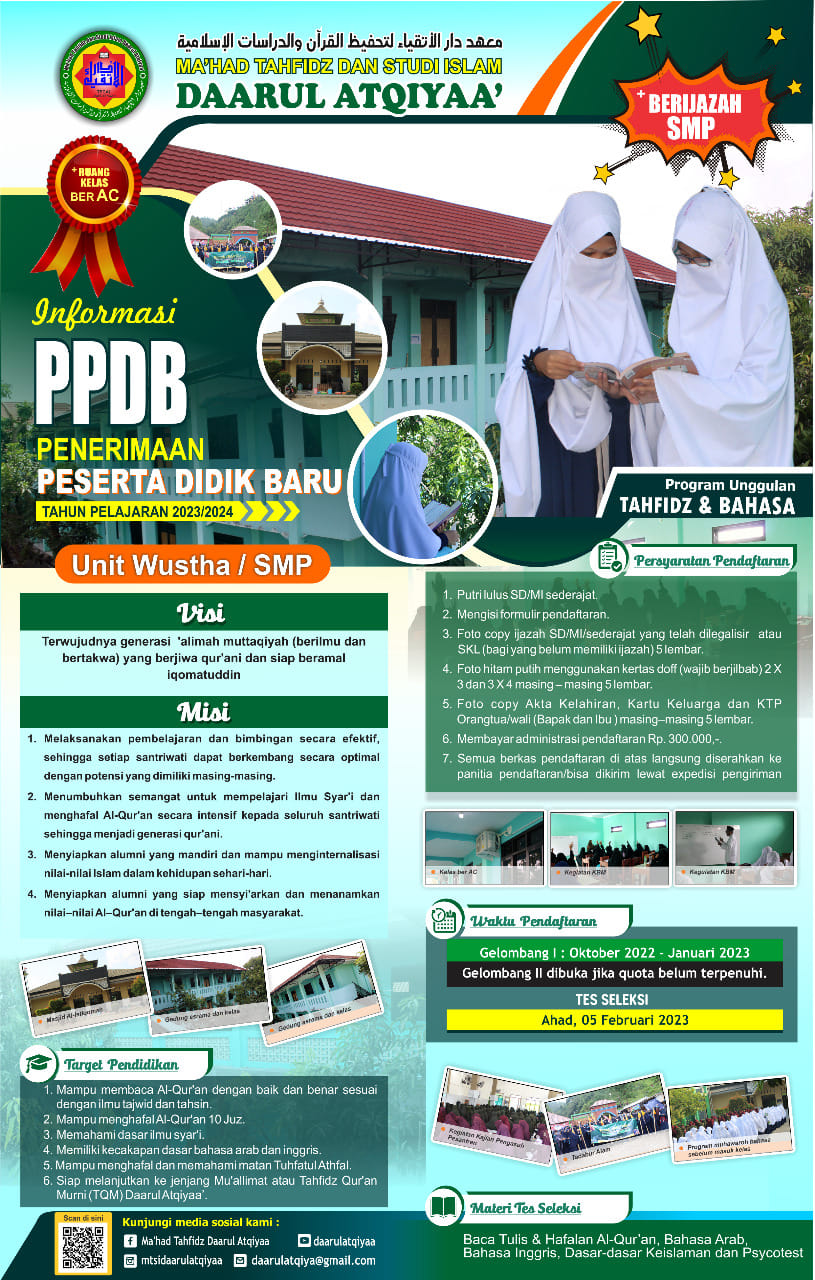 معهد دار الأتقياء لتحفيظ القرآن والدراسات الإسلامية
MA'HAD TAHFIDZ DAN STUDI ISLAM
DAARUL ATQIYAA'
+ BERIJAZAH
SMP
+ RUANG
KELAS
BER AC
Informasi
PPDB
PENERIMAAN
PESERTA DIDIK BARU
TAHUN PELAJARAN 2023/2024
Program Unggulan
TAHFIDZ & BAHASA
Unit Wustha / SMP
Visi
Terwujudnya generasi 'alimah muttaqiyah (berilmu dan
bertakwa) yang berjiwa qur'ani dan siap beramal
iqomatuddin
Misi
1. Melaksanakan pembelajaran dan bimbingan secara efektif,
sehingga setiap santriwati dapat berkembang secara optimal
dengan potensi yang dimiliki masing-masing.
2. Menumbuhkan semangat untuk mempelajari Ilmu Syar'i dan
menghafal Al-Qur'an secara intensif kepada seluruh santriwati
sehingga menjadi generasi qur'ani.
3. Menyiapkan alumni yang mandiri dan mampu menginternalisasi
nilai-nilai Islam dalam kehidupan sehari-hari.
4. Menyiapkan alumni yang siap mensyi'arkan dan menanamkan
nilai–nilai Al–Qur'an di tengah–tengah masyarakat.
Masjid Al-Istiqomah
Gedung asrama dan kelas
Gedung asrama dan kelas
Target Pendidikan
1. Mampu membaca Al-Qur'an dengan baik dan benar sesuai
dengan ilmu tajwid dan tahsin.
2. Mampu menghafal Al-Qur'an 10 Juz.
3. Memahami dasar ilmu syar'i.
4. Memiliki kecakapan dasar bahasa arab dan inggris.
5. Mampu menghafal dan memahami matan Tuhfatul Athfal.
6. Siap melanjutkan ke jenjang Mu'allimat atau Tahfidz Qur'an
Murni (TQM) Daarul Atqiyaa'.
Persyaratan Pendaftaran
1. Putri lulus SD/MI sederajat.
2. Mengisi formulir pendaftaran.
3. Foto copy ijazah SD/MI/sederajat yang telah dilegalisir atau
SKL (bagi yang belum memiliki ijazah) 5 lembar.
4. Foto hitam putih menggunakan kertas doff (wajib berjilbab) 2 X
3 dan 3 X 4 masing – masing 5 lembar.
5. Foto copy Akta Kelahiran, Kartu Keluarga dan KTP
Orangtua/wali (Bapak dan Ibu ) masing–masing 5 lembar.
6. Membayar administrasi pendaftaran Rp. 300.000,-.
7. Semua berkas pendaftaran di atas langsung diserahkan ke
panitia pendaftaran/bisa dikirim lewat expedisi pengiriman
Kelas ber AC
Kegiatan KBM
Keguiatan KBM
Waktu Pendaftaran
Gelombang I : Oktober 2022 - Januari 2023
Gelombang II dibuka jika quota belum terpenuhi.
TES SELEKSI
Ahad, 05 Februari 2023
Kegiatan Kajian Pengasuh
Pesantren
Tadabur Alam
Program muhawaroh bahasa
sebelum masuk kelas
Materi Tes Seleksi
Baca Tulis & Hafalan Al-Qur'an, Bahasa Arab,
Bahasa Inggris, Dasar-dasar Keislaman dan Psycotest
Scan di sini
Kunjungi media sosial kami :
Ma'had Tahfidz Daarul Atqiyaa
daarulatqiyaa
mtsidaarulatqiyaa
daarulatqiya@gmail.com